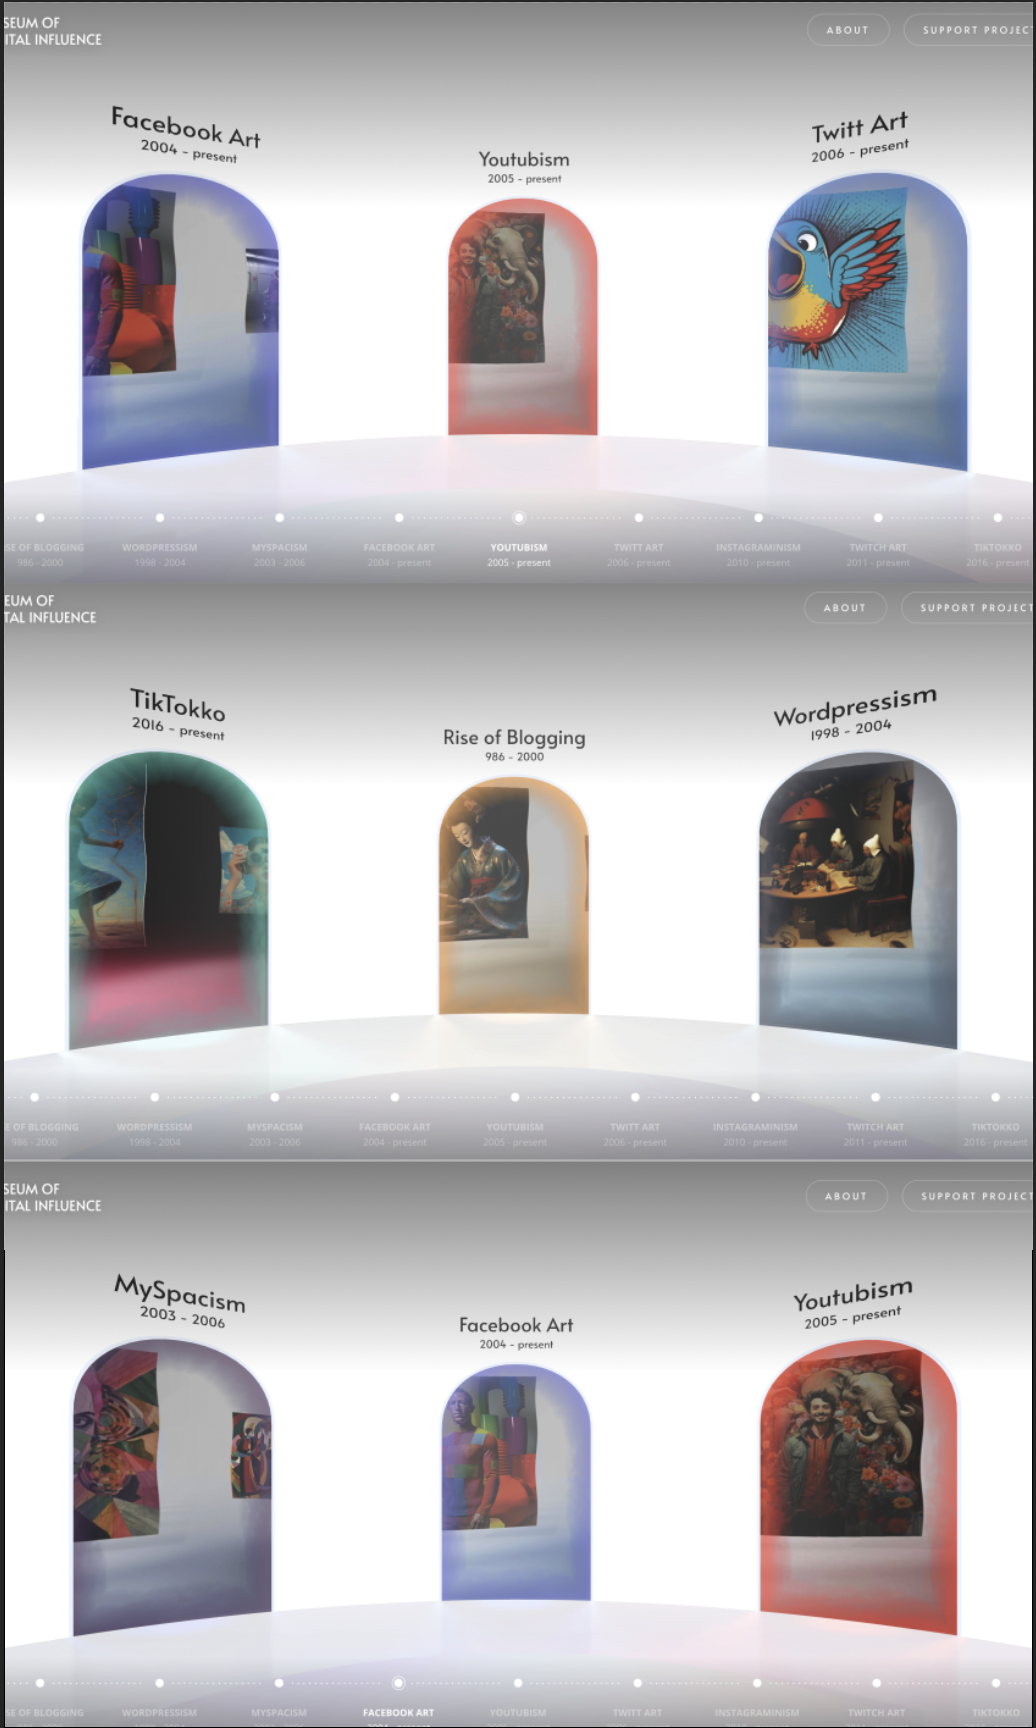 SEUM OF
ITAL INFLUENCE
ABOUT
SUPPORT PROJEC
Facebook Art
2004 - present
Youtubism
2005 - present
Twitt Art
2006 - present
SE OF BLOGGING
986 - 2000
WORDPRESSISM
1998 - 2004
MYSPACISM
2003 - 2006
FACEBOOK ART
2004 - present
YOUTUBISM
2005 - present
TWITT ART
2006 - present
INSTAGRAMINISM
2010 - present
TWITCH ART
2011 - present
TIKTOKKO
2016 - present
EUM OF
TAL INFLUENCE
ABOUT
SUPPORT PROJECT
TikTokko
2016 - present
Rise of Blogging
986 - 2000
Wordpressism
1998 - 2004
E OF BLOGGING
986 - 2000
WORDPRESSISM
1998 - 2004
MYSPACISM
2003 - 2006
FACEBOOK ART
2004 - present
YOUTUBISM
2005 - present
TWITT ART
2006 - present
INSTAGRAMINISM
2010 - present
TWITCH ART
2011 - present
TIKTOKKO
2016 - present
SEUM OF
ITAL INFLUENCE
ABOUT
SUPPORT PROJECT
MySpacism
2003 - 2006
Facebook Art
2004 - present
Youtubism
2005 - present
SE OF BLOGGING
WORDPRESSISM
MYSPACISM
FACEBOOK ART
YOUTUBISM
TWITT ART
INSTAGRAMINISM
TWITCH ART
TIKTOKKO